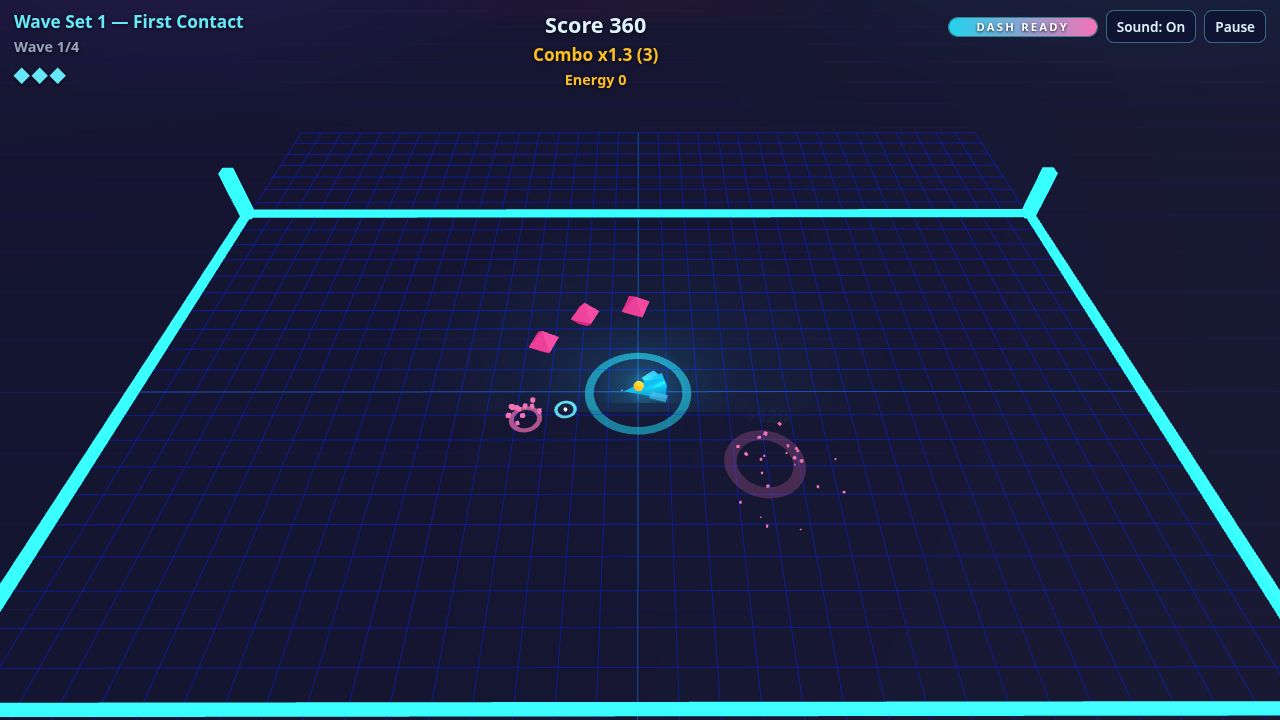 Wave Set 1 — First Contact
Wave 1/4
Score 360
Combo x1.3 (3)
Energy 0
DASH READY
Sound: On
Pause